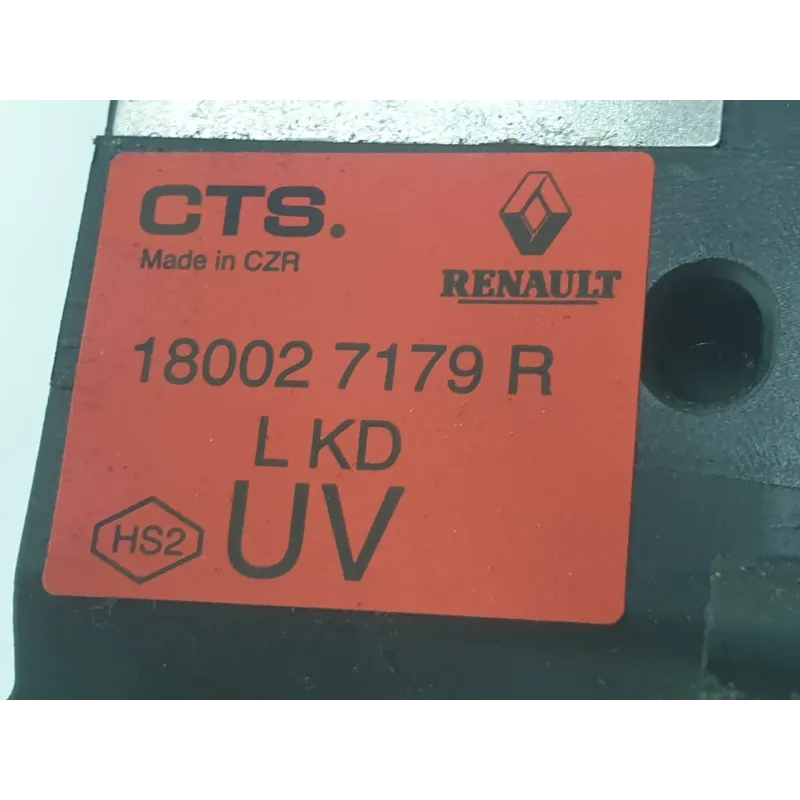 CTS.
Made in CZR
RENAULT
18002 7179 R
L KD
UV
HS2